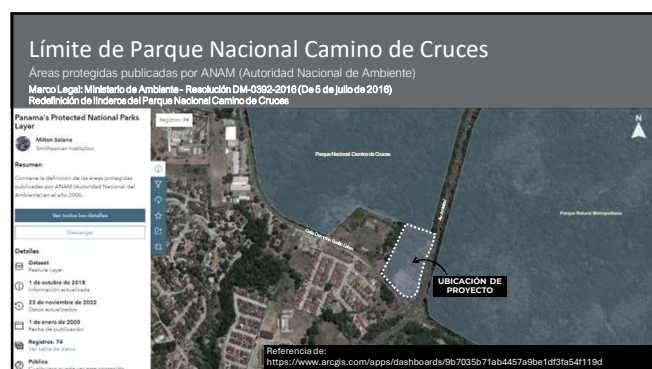 Límite de Parque Nacional Camino de Cruces
Áreas protegidas publicadas por ANAM (Autoridad Nacional de Ambiente)
Marco Legal: Ministerio de Ambiente - Resolución DM-0392-2016 (De 5 de julio de 2016)
Redefinición de linderos del Parque Nacional Camino de Cruces
Panama's Protected National Parks
Layer
Milton Solano
Smithsonian Institution
Resumen
Contiene la definición de las áreas protegidas
publicadas por ANAM (Autoridad Nacional del
Ambiente) en el año 2006.
Ver todos los detalles
Descargar
Detalles
Dataset
Feature Layer
1 de octubre de 2018
Información actualizada
23 de noviembre de 2022
Datos actualizados
1 de enero de 2000
Fecha de publicación
Registros: 74
Ver tabla de datos
Pública
Registros: 74
Parque Nacional Camino de Cruces
N
Parque Natural Metropolitano
UBICACIÓN DE
PROYECTO
Referencia de:
https://www.arcgis.com/apps/dashboards/9b7035b71ab4457a9be1df3fa54f119d